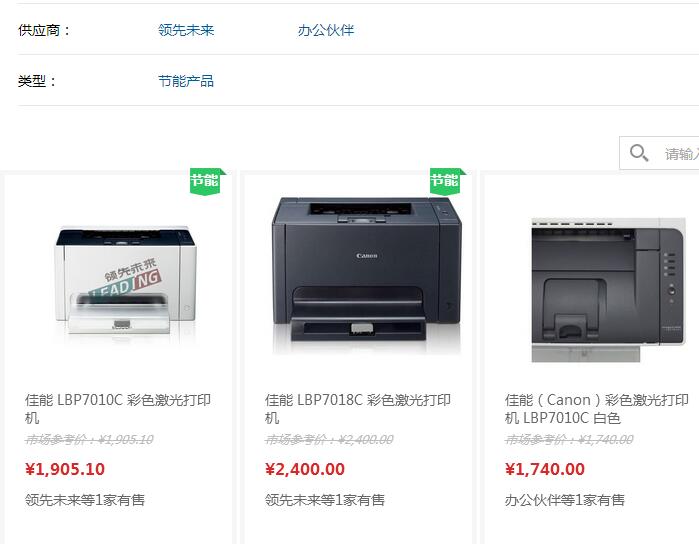 供应商：
领先未来
办公伙伴
类型：
节能产品
节能
节能
领先未来
LEADING
Canon
佳能 LBP7010C 彩色激光打印
机
市场参考价：¥1,905.10
¥1,905.10
领先未来等1家有售
佳能 LBP7018C 彩色激光打印
机
市场参考价：¥2,400.00
¥2,400.00
领先未来等1家有售
佳能（Canon）彩色激光打印
机 LBP7010C 白色
市场参考价：¥1,740.00
¥1,740.00
办公伙伴等1家有售